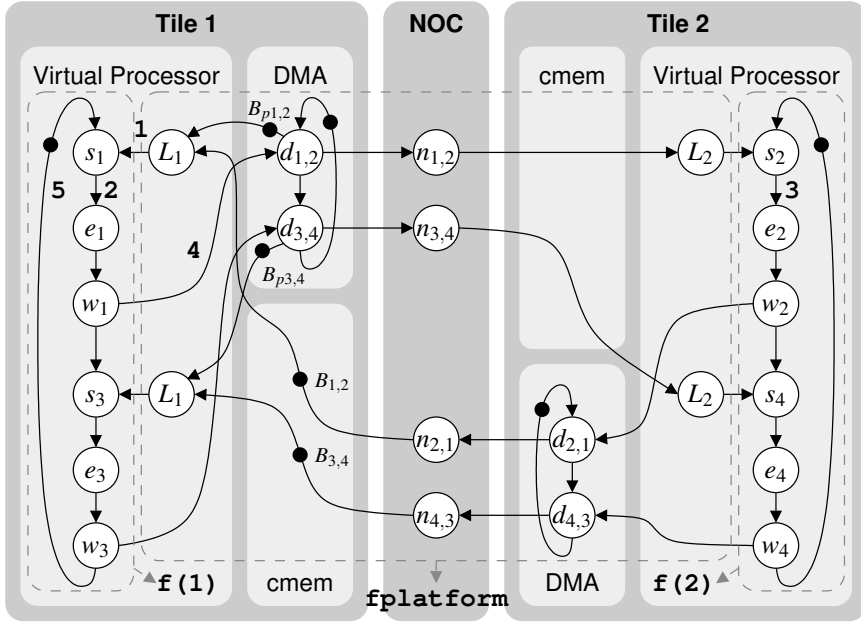 Tile 1 NOC Tile 2
Virtual Processor DMA cmem Virtual Processor
B_{p1,2}
1
s_1 L_1 d_{1,2} n_{1,2} L_2 s_2
5 2 3
e_1 d_{3,4} n_{3,4} e_2
4
B_{p3,4}
w_1 w_2
B_{1,2}
s_3 L_1 L_2 s_4
n_{2,1} d_{2,1}
B_{3,4}
e_3 e_4
n_{4,3} d_{4,3}
w_3 w_4
f(1) cmem DMA f(2)
fplatform